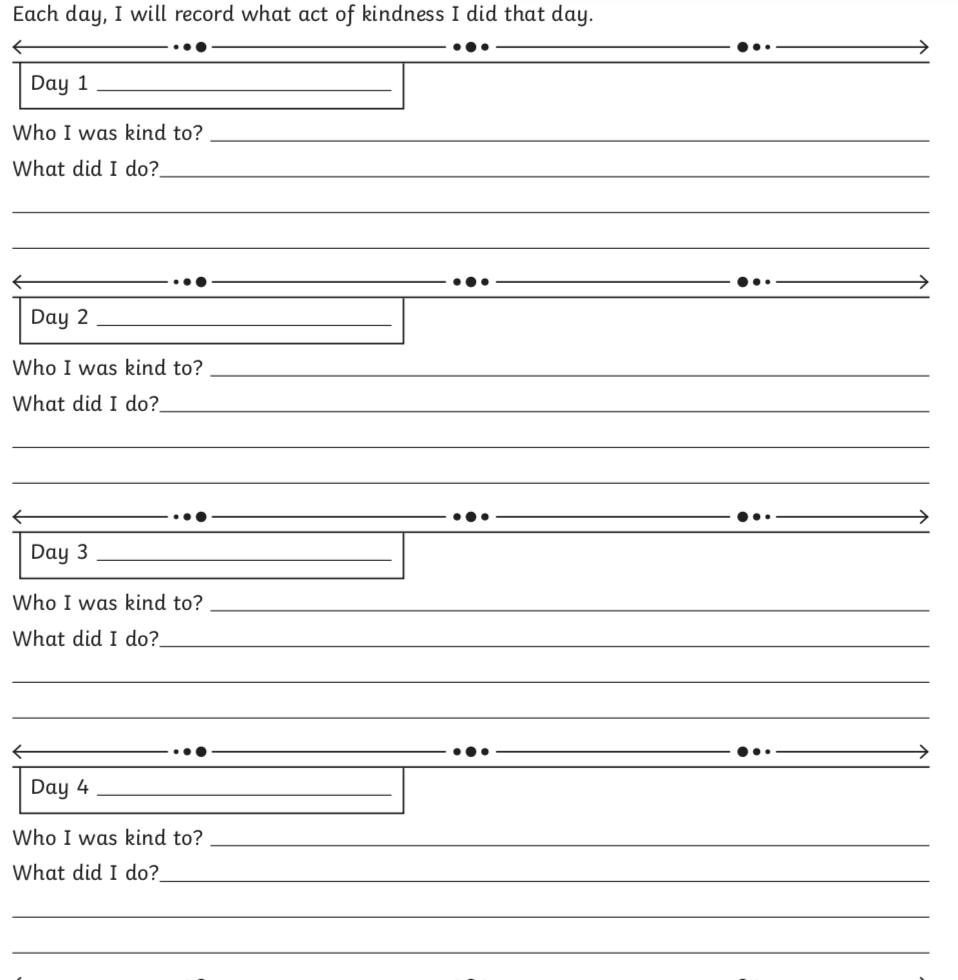 Each day, I will record what act of kindness I did that day.
Day 1
Who I was kind to?
What did I do?
Day 2
Who I was kind to?
What did I do?
Day 3
Who I was kind to?
What did I do?
Day 4
Who I was kind to?
What did I do?